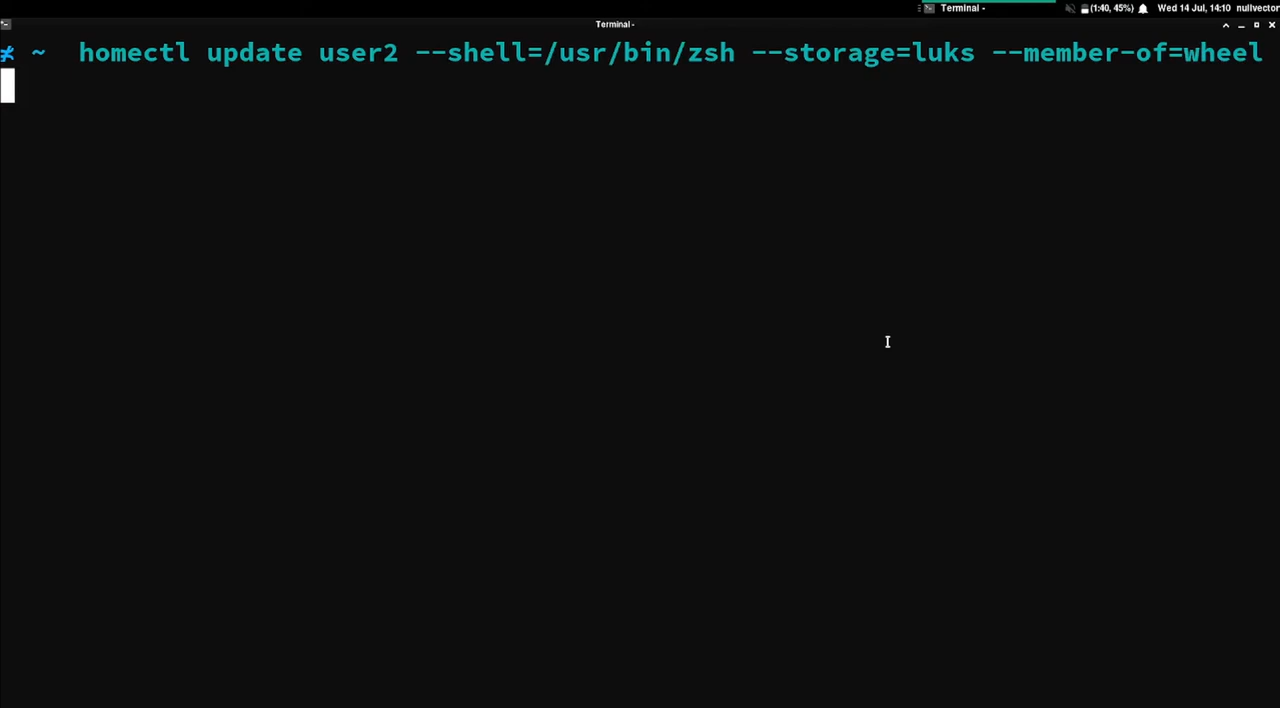 Terminal - (1:40, 45%) Wed 14 Jul, 14:10 nullvector
Terminal -
~ homectl update user2 --shell=/usr/bin/zsh --storage=luks --member-of=wheel